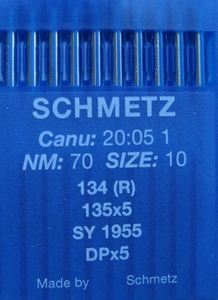 SCHMETZ
Canu: 20:05 1
NM: 70 SIZE: 10
134 (R)
135x5
SY 1955
DPx5
Made by Schmetz